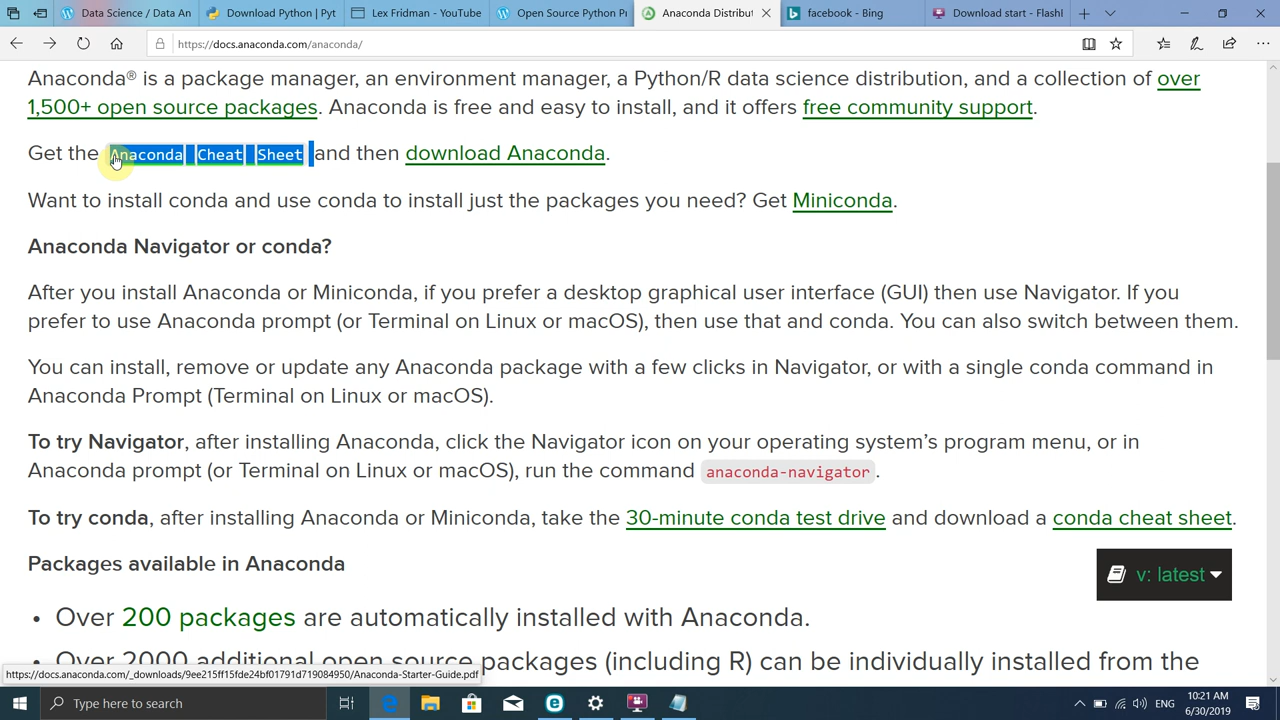 Data Science / Data An
Download Python | Pyt
Lex Fridman - YouTube
Open Source Python Pr
Anaconda Distribut
facebook - Bing
Download start - Flashl
https://docs.anaconda.com/anaconda/
Anaconda® is a package manager, an environment manager, a Python/R data science distribution, and a collection of over
1,500+ open source packages. Anaconda is free and easy to install, and it offers free community support.
Get the Anaconda Cheat Sheet and then download Anaconda.
Want to install conda and use conda to install just the packages you need? Get Miniconda.
Anaconda Navigator or conda?
After you install Anaconda or Miniconda, if you prefer a desktop graphical user interface (GUI) then use Navigator. If you
prefer to use Anaconda prompt (or Terminal on Linux or macOS), then use that and conda. You can also switch between them.
You can install, remove or update any Anaconda package with a few clicks in Navigator, or with a single conda command in
Anaconda Prompt (Terminal on Linux or macOS).
To try Navigator, after installing Anaconda, click the Navigator icon on your operating system’s program menu, or in
Anaconda prompt (or Terminal on Linux or macOS), run the command anaconda-navigator.
To try conda, after installing Anaconda or Miniconda, take the 30-minute conda test drive and download a conda cheat sheet.
Packages available in Anaconda
v: latest
• Over 200 packages are automatically installed with Anaconda.
• Over 2000 additional open source packages (including R) can be individually installed from the
https://docs.anaconda.com/_downloads/9ee215ff15fde24bf01791d719084950/Anaconda-Starter-Guide.pdf
Type here to search
ENG
10:21 AM
6/30/2019